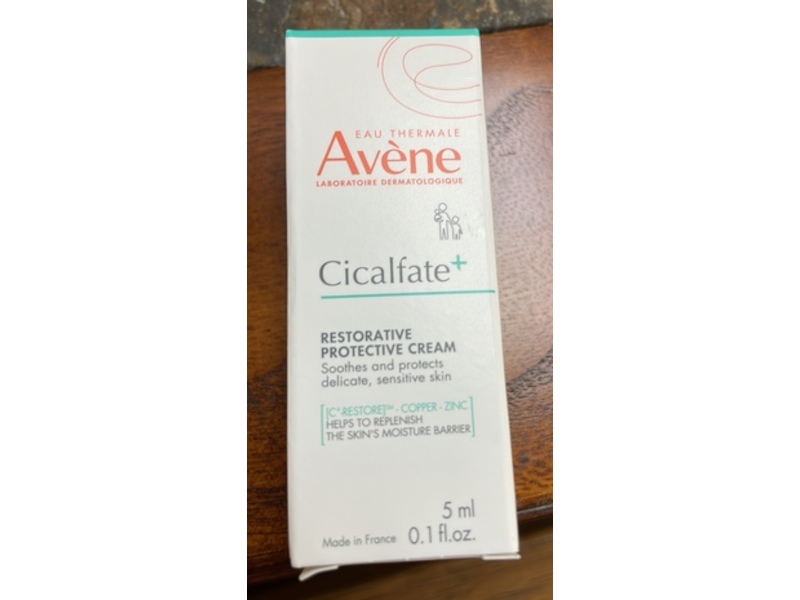 EAU THERMALE
Avène
LABORATOIRE DERMATOLOGIQUE
Cicalfate+
RESTORATIVE
PROTECTIVE CREAM
Soothes and protects
delicate, sensitive skin
[C+-RESTORE]™ - COPPER - ZINC
HELPS TO REPLENISH
THE SKIN'S MOISTURE BARRIER
5 ml
Made in France 0.1 fl.oz.